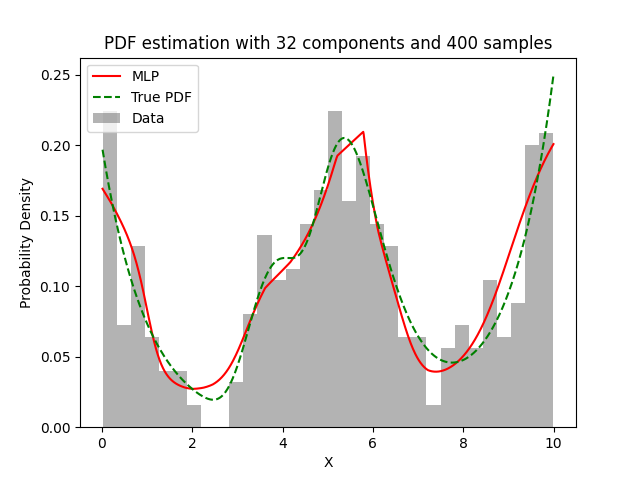 PDF estimation with 32 components and 400 samples
MLP
True PDF
Data
0.25
0.20
0.15
0.10
0.05
0.00
Probability Density
0 2 4 6 8 10
X